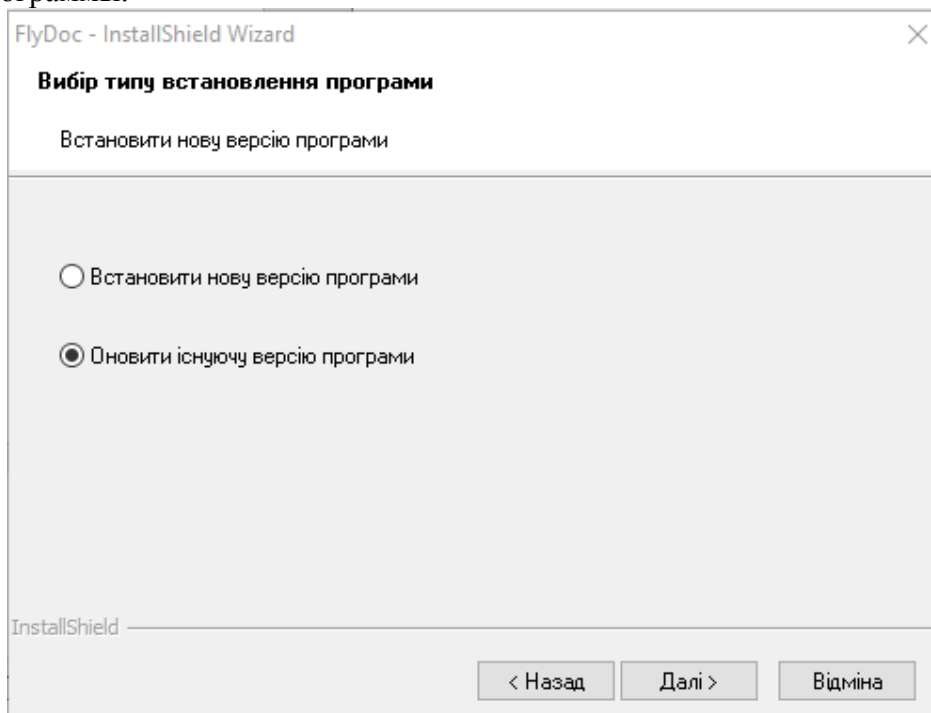 FlyDoc - InstallShield Wizard
Вибір типу встановлення програми
Встановити нову версію програми
Встановити нову версію програми
Оновити існуючу версію програми
InstallShield
< Назад
Далі >
Відміна